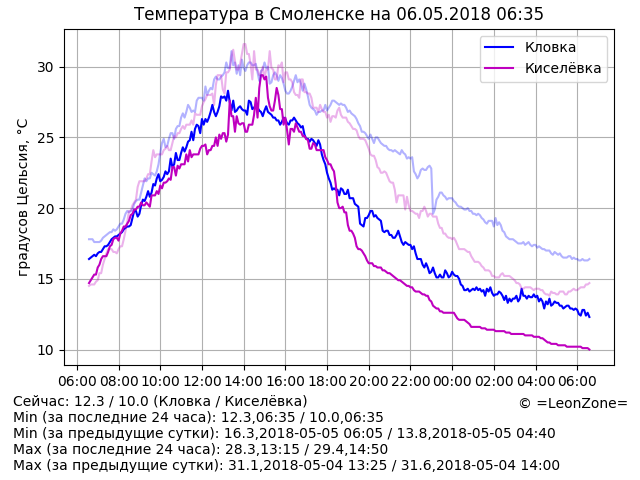 Температура в Смоленске на 06.05.2018 06:35
Кловка
Киселёвка
градусов Цельсия, °C
30
25
20
15
10
06:00 08:00 10:00 12:00 14:00 16:00 18:00 20:00 22:00 00:00 02:00 04:00 06:00
Сейчас: 12.3 / 10.0 (Кловка / Киселёвка)
© =LeonZone=
Min (за последние 24 часа): 12.3,06:35 / 10.0,06:35
Min (за предыдущие сутки): 16.3,2018-05-05 06:05 / 13.8,2018-05-05 04:40
Max (за последние 24 часа): 28.3,13:15 / 29.4,14:50
Max (за предыдущие сутки): 31.1,2018-05-04 13:25 / 31.6,2018-05-04 14:00